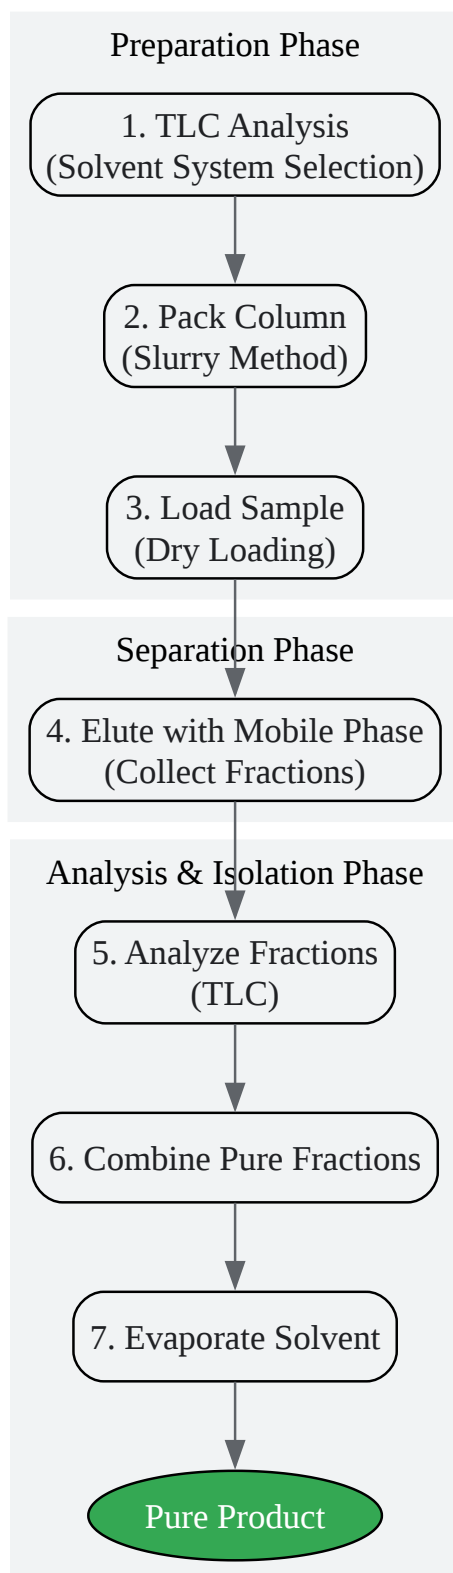 Preparation Phase
1. TLC Analysis
(Solvent System Selection)
2. Pack Column
(Slurry Method)
3. Load Sample
(Dry Loading)
Separation Phase
4. Elute with Mobile Phase
(Collect Fractions)
Analysis & Isolation Phase
5. Analyze Fractions
(TLC)
6. Combine Pure Fractions
7. Evaporate Solvent
Pure Product